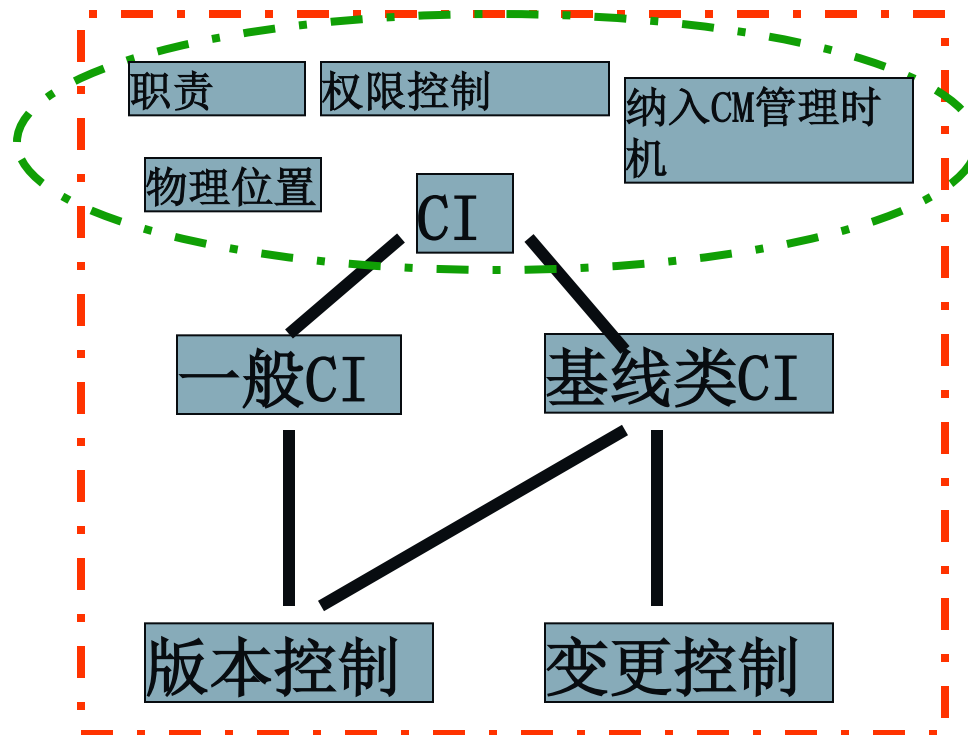 职责
权限控制
纳入CM管理时
机
物理位置
CI
一般CI
基线类CI
版本控制
变更控制